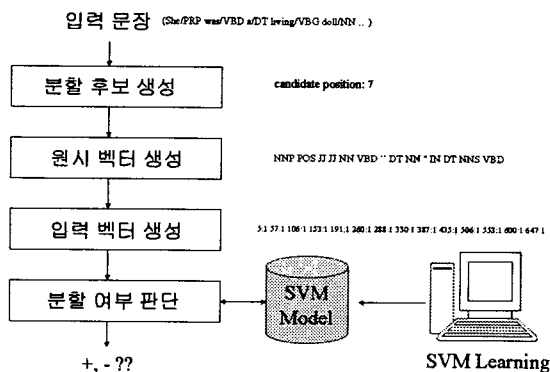 입력 문장 (She/PRP was/VBD a/DT living/VBG doll/NN .. )
분할 후보 생성 candidate position: 7
원시 벡터 생성 NNP POS JJ JJ NN VBD `` DT NN " IN DT NNS VBD
입력 벡터 생성 5:1 57:1 106:1 153:1 191:1 260:1 288:1 330:1 387:1 435:1 506:1 553:1 600:1 647:1
분할 여부 판단 SVM
Model
+, - ?? SVM Learning